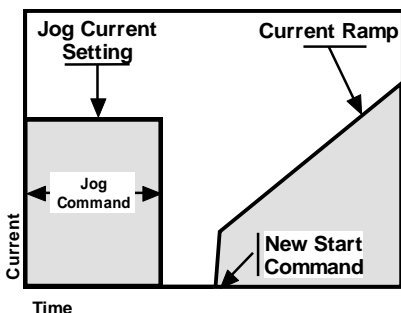 Jog Current
Setting
Current Ramp
Jog
Command
New Start
Command
Current
Time